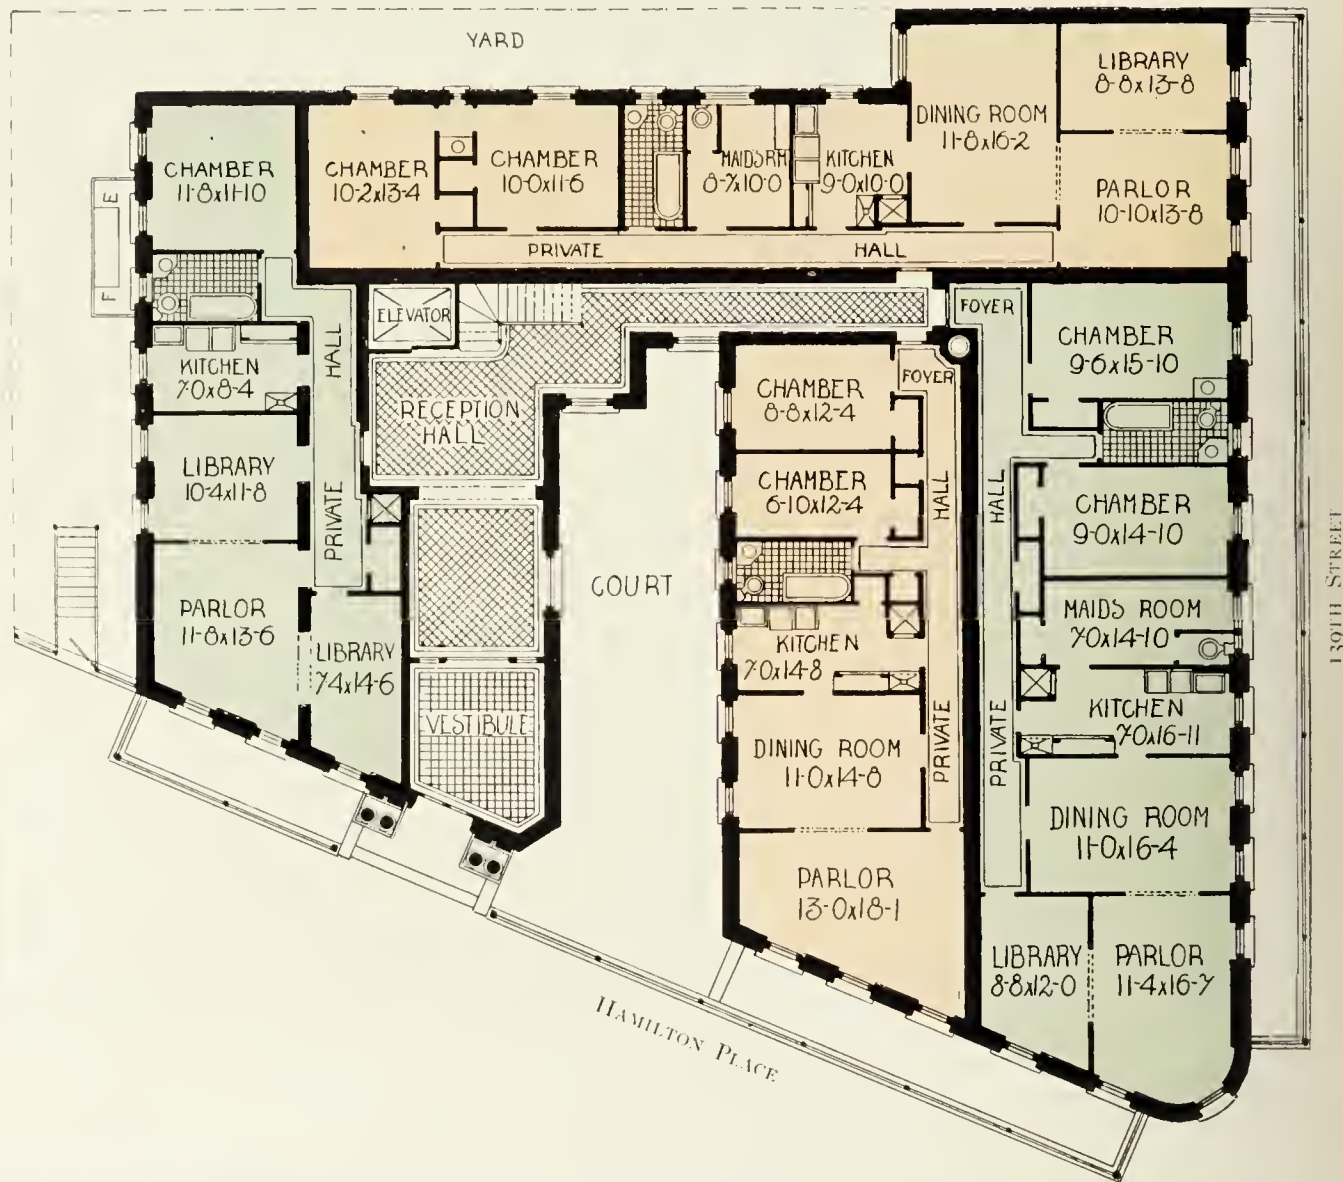 YARD
LIBRARY
8-8x13-8
DINING ROOM
11-8x16-2
CHAMBER
11-8x11-10
CHAMBER
10-2x13-4
CHAMBER
10-0x11-6
MAIDS RM
8-7x10-0
KITCHEN
9-0x10-0
PARLOR
10-10x13-8
PRIVATE
HALL
E
F
ELEVATOR
FOYER
HALL
KITCHEN
7-0x8-4
CHAMBER
9-6x15-10
FOYER
CHAMBER
8-8x12-4
RECEPTION
HALL
LIBRARY
10-4x11-8
PRIVATE
CHAMBER
6-10x12-4
HALL
HALL
CHAMBER
9-0x14-10
COURT
PARLOR
11-8x13-6
LIBRARY
7-4x14-6
KITCHEN
7-0x14-8
MAIDS ROOM
7-0x14-10
139TH STREET
VESTIBULE
PRIVATE
PRIVATE
KITCHEN
7-0x16-11
DINING ROOM
11-0x14-8
DINING ROOM
11-0x16-4
PARLOR
13-0x18-1
LIBRARY
8-8x12-0
PARLOR
11-4x16-7
HAMILTON PLACE